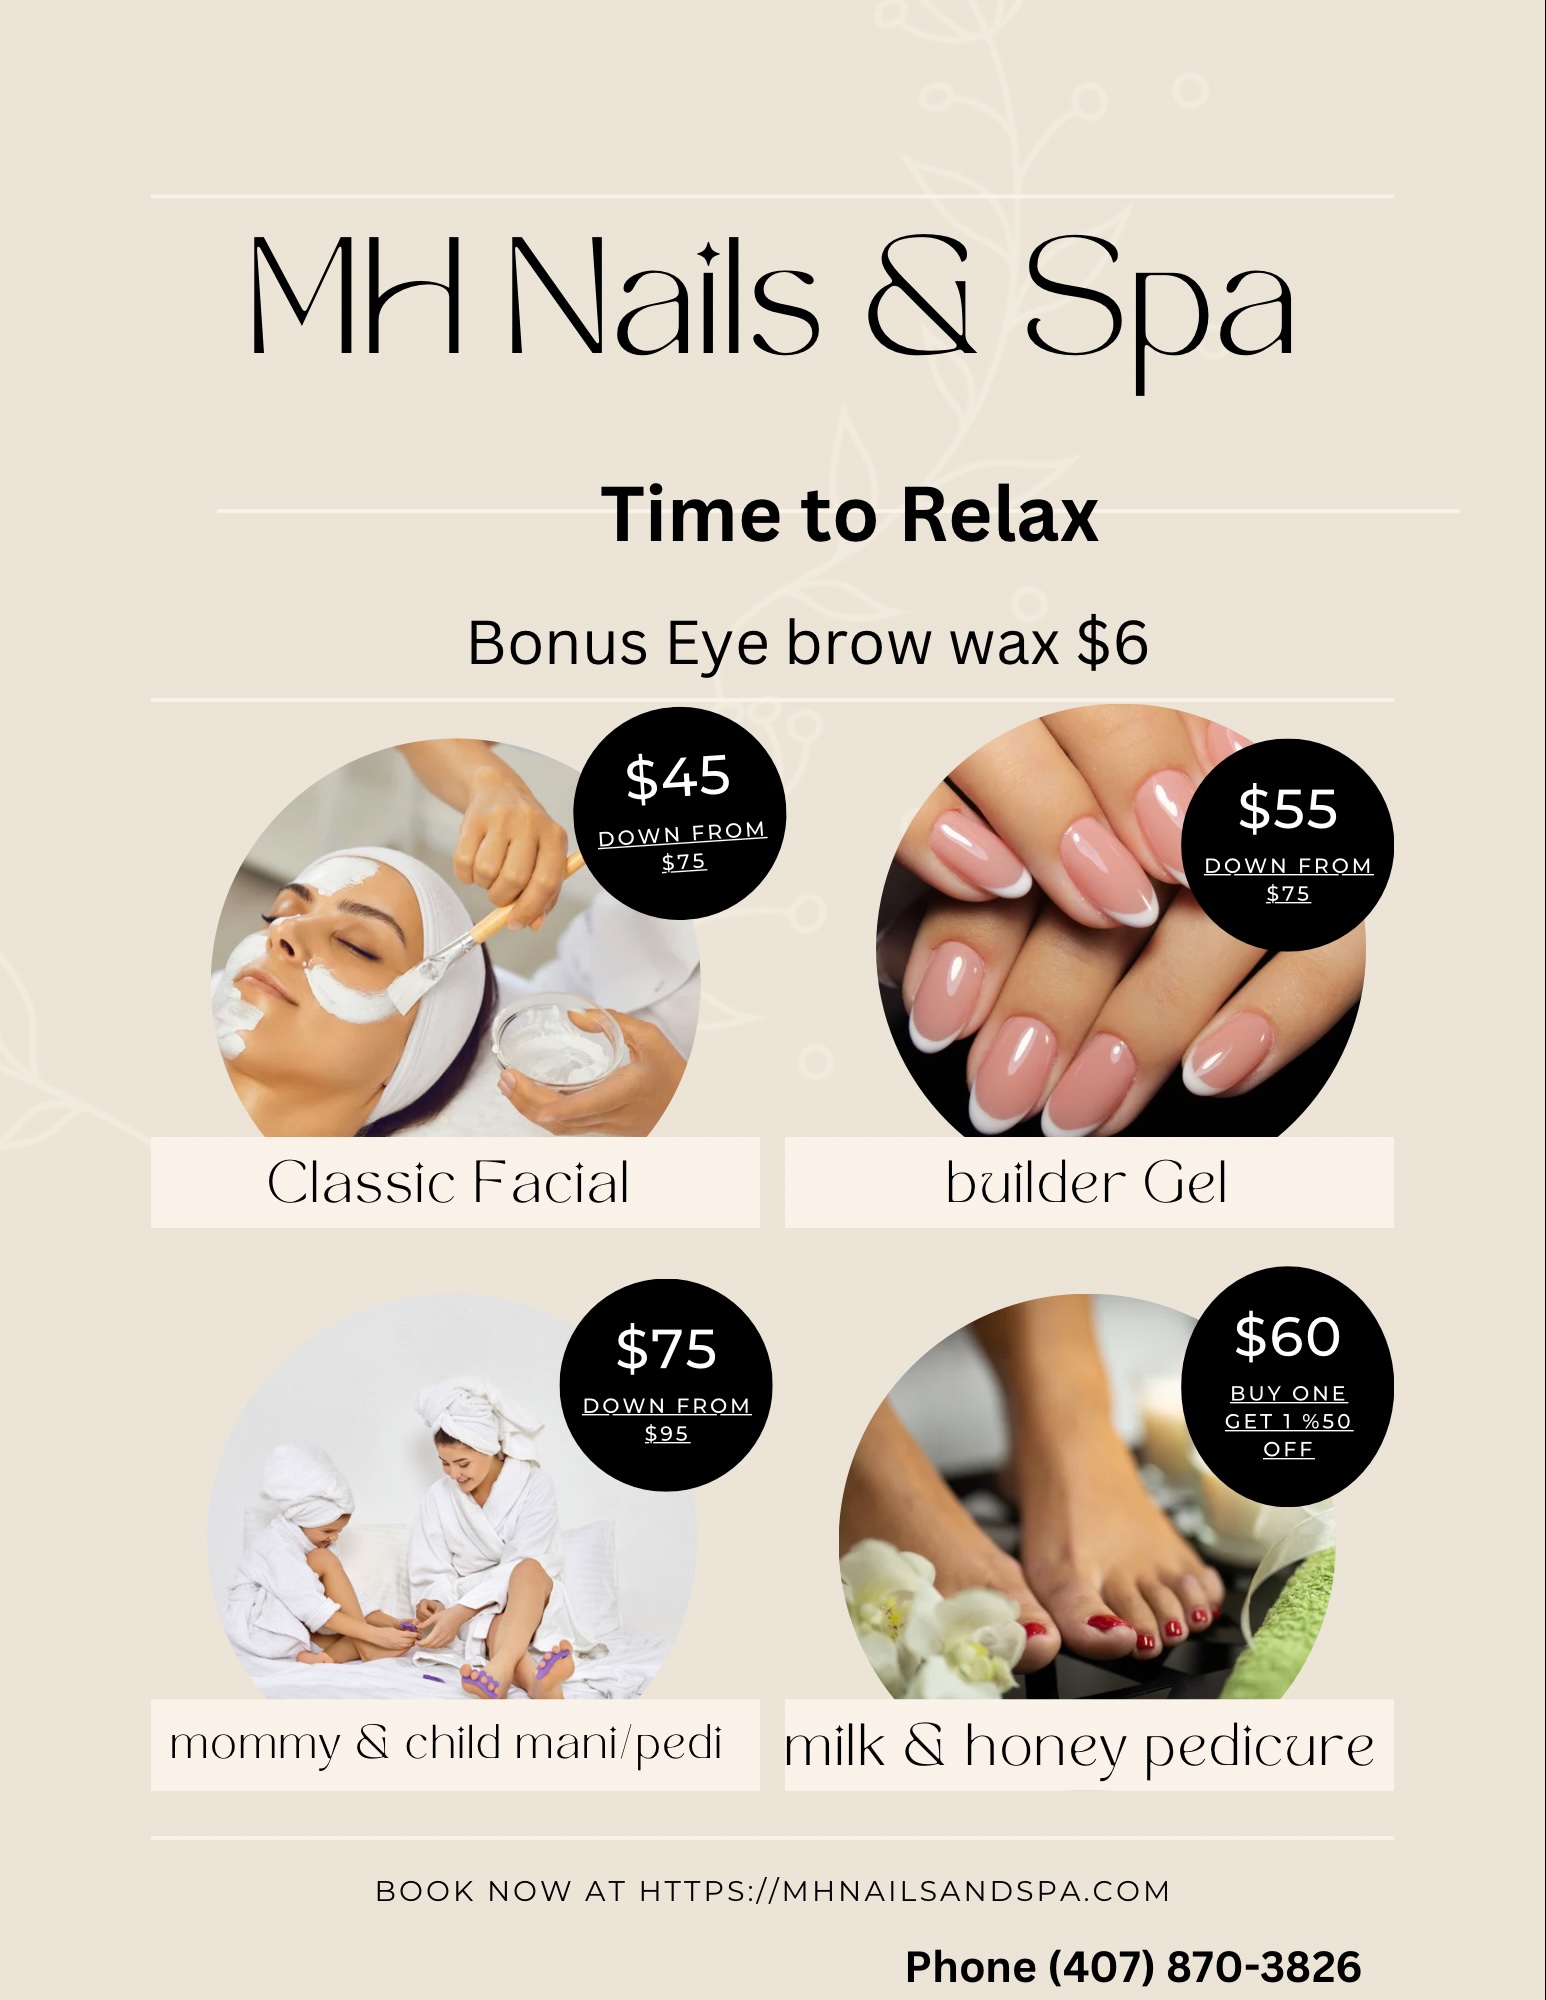 MH Nails & Spa
Time to Relax
Bonus Eye brow wax $6
$45
DOWN FROM
$75
$55
DOWN FROM
$75
Classic Facial
builder Gel
$75
DOWN FROM
$95
$60
BUY ONE
GET 1 %50
OFF
mommy & child mani/pedi
milk & honey pedicure
BOOK NOW AT HTTPS://MHNAILSANDSPA.COM
Phone (407) 870-3826